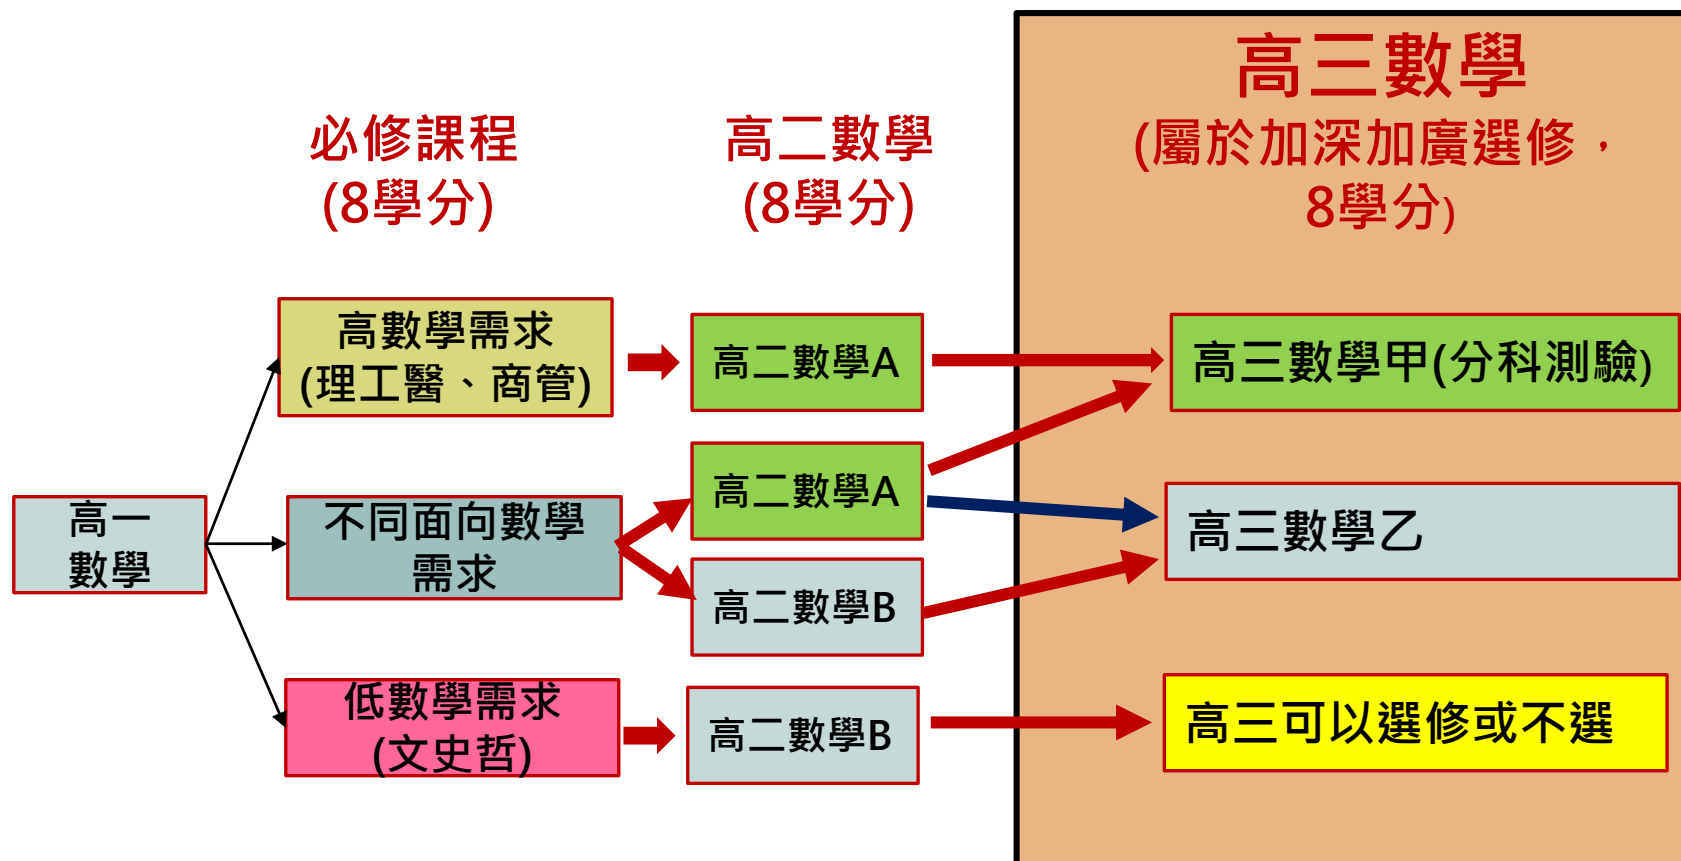 必修課程
(8學分)
高二數學
(8學分)
高三數學
(屬於加深加廣選修，
8學分)
高一
數學
高數學需求
(理工醫、商管)
不同面向數學
需求
低數學需求
(文史哲)
高二數學A
高二數學A
高二數學B
高二數學B
高三數學甲(分科測驗)
高三數學乙
高三可以選修或不選